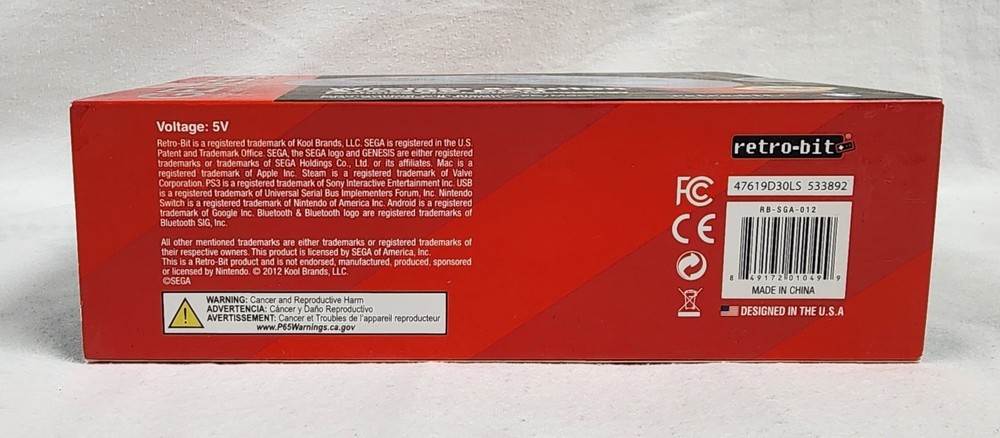 Voltage: 5V
Retro-Bit is a registered trademark of Kool Brands, LLC. SEGA is registered in the U.S.
Patent and Trademark Office. SEGA, the SEGA logo and GENESIS are either registered
trademarks or trademarks of SEGA Holdings Co., Ltd. or its affiliates. Mac is a
registered trademark of Apple Inc. Steam is a registered trademark of Valve
Corporation. PS3 is a registered trademark of Sony Interactive Entertainment Inc. USB
is a registered trademark of Universal Serial Bus Implementers Forum, Inc. Nintendo
Switch is a registered trademark of Nintendo of America Inc. Android is a registered
trademark of Google Inc. Bluetooth & Bluetooth logo are registered trademarks of
Bluetooth SIG, Inc.
All other mentioned trademarks are either trademarks or registered trademarks of
their respective owners. This product is licensed by SEGA of America, Inc.
This is a Retro-Bit product and is not endorsed, manufactured, produced, sponsored
or licensed by Nintendo. © 2012 Kool Brands, LLC.
©SEGA
WARNING: Cancer and Reproductive Harm
ADVERTENCIA: Cáncer y Daño Reproductivo
AVERTISSEMENT: Cancer et Troubles de l'appareil reproducteur
www.P65Warnings.ca.gov
retro-bit
FC
47619D30LS 533892
CE
RB-SGA-012
8 49172 01049 9
MADE IN CHINA
DESIGNED IN THE U.S.A